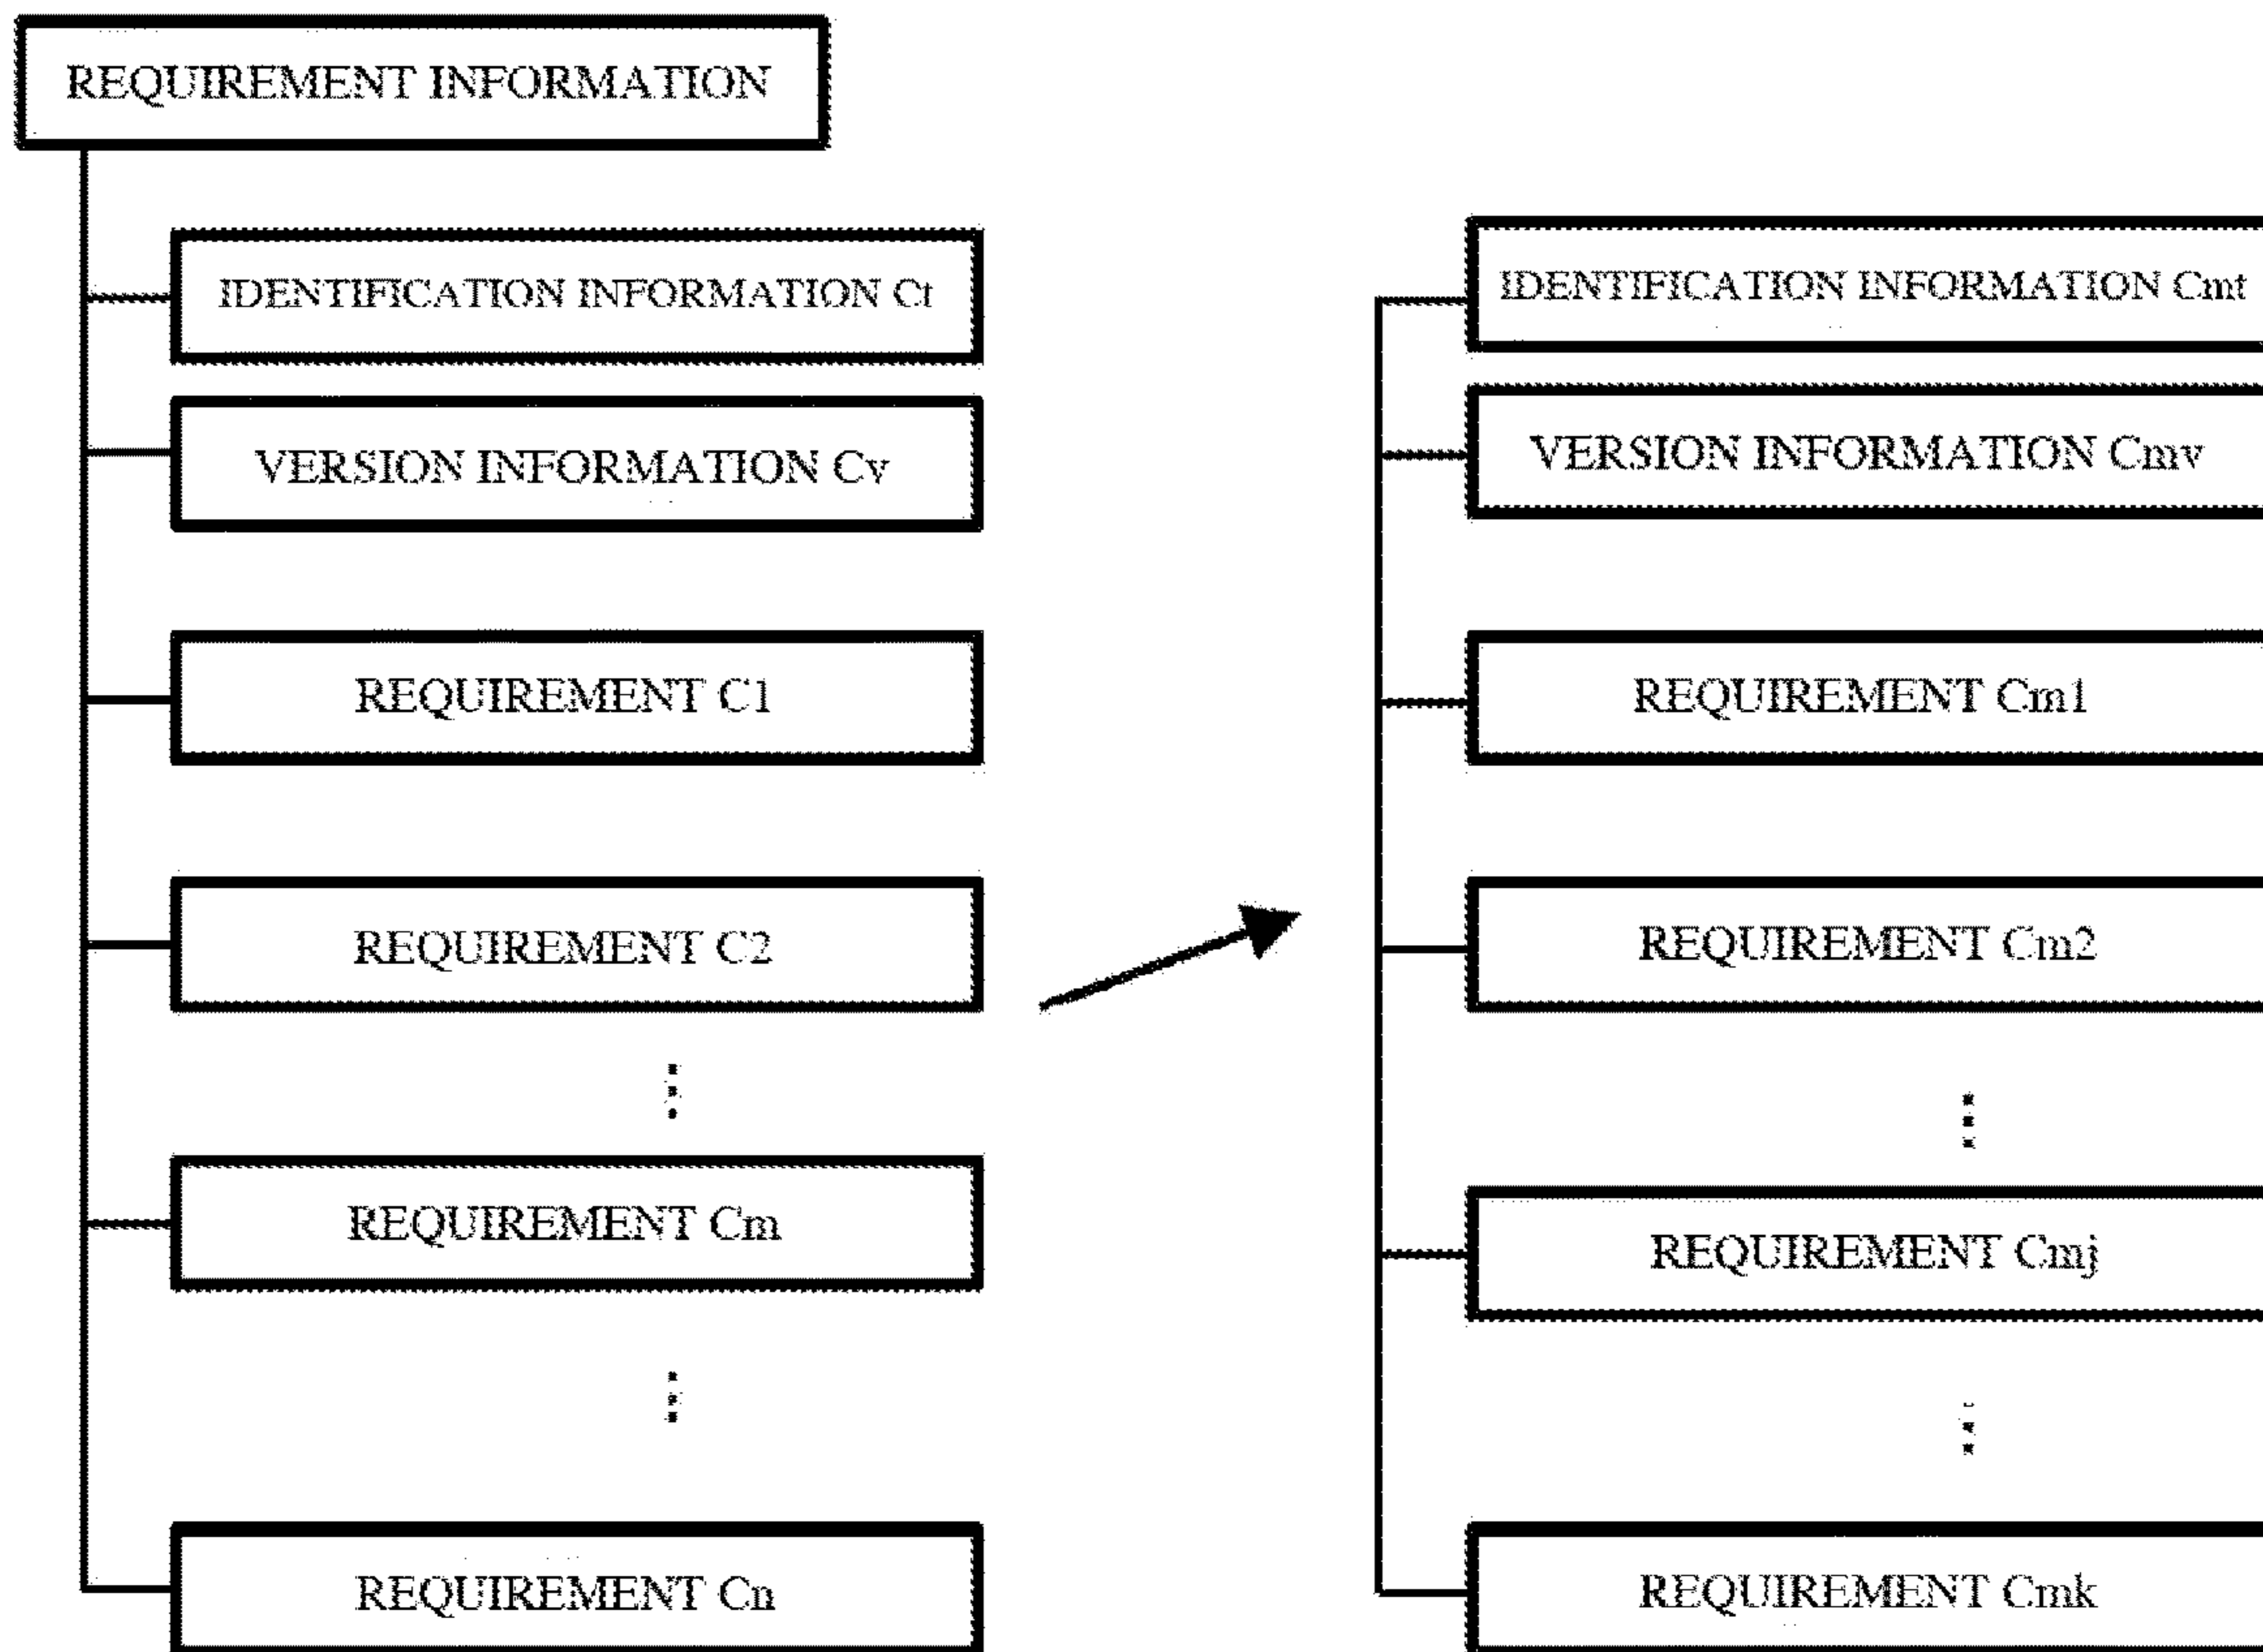 REQUIREMENT INFORMATION
IDENTIFICATION INFORMATION Ct
VERSION INFORMATION Cv
REQUIREMENT C1
REQUIREMENT C2
REQUIREMENT Cm
REQUIREMENT Cn
IDENTIFICATION INFORMATION Cmt
VERSION INFORMATION Cmv
REQUIREMENT Cm1
REQUIREMENT Cm2
REQUIREMENT Cmj
REQUIREMENT Cmk